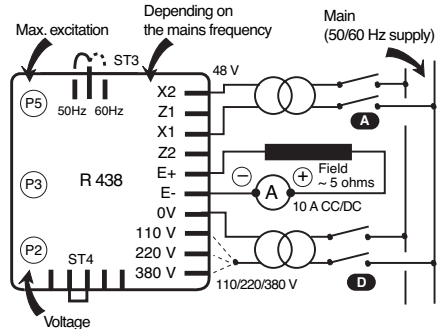 Max. excitation
Depending on
the mains frequency
Main
(50/60 Hz supply)
ST3
48 V
P5
50Hz 60Hz
X2
Z1
X1
Z2
E+
E-
0V
110 V
220 V
380 V
A
P3
R 438
Field
~ 5 ohms
− A +
10 A CC/DC
P2
ST4
110/220/380 V
D
Voltage